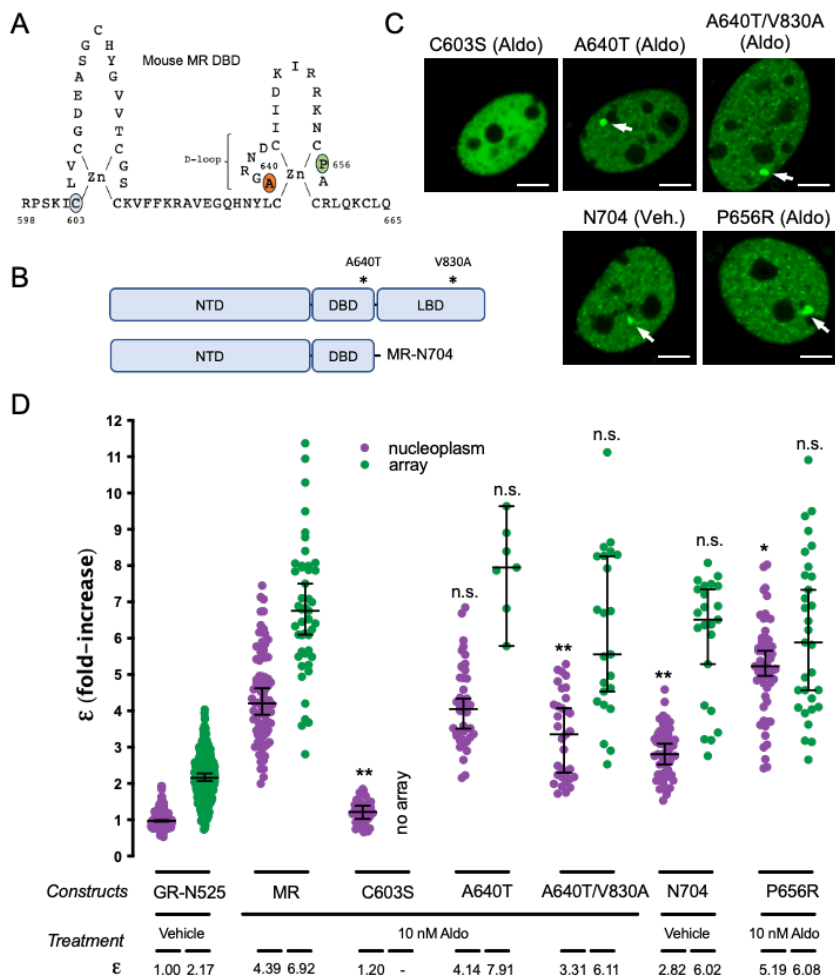 A
Mouse MR DBD
C
G H
S Y
A G
E V
D V
G T
C C
V G
L S
Zn
RPSKIC
CKVFFKRAVEGQHNYLC
CRLQKCLQ
598
603
665
D-loop
I
R R
K K
D N
I
I
C C
D
N
R
G
640
A
Zn
P
656
A
B
A640T
V830A
* *
NTD
DBD
LBD
NTD
DBD
MR-N704
C
C603S (Aldo)
A640T (Aldo)
A640T/V830A
(Aldo)
N704 (Veh.)
P656R (Aldo)
D
ε (fold-increase)
12
11
10
9
8
7
6
5
4
3
2
1
0
nucleoplasm
array
**
no array
n.s.
n.s.
**
n.s.
**
n.s.
*
n.s.
Constructs
GR-N525 MR C603S A640T A640T/V830A N704 P656R
Treatment
Vehicle 10 nM Aldo Vehicle 10 nM Aldo
ε
1.00 2.17 4.39 6.92 1.20 - 4.14 7.91 3.31 6.11 2.82 6.02 5.19 6.08